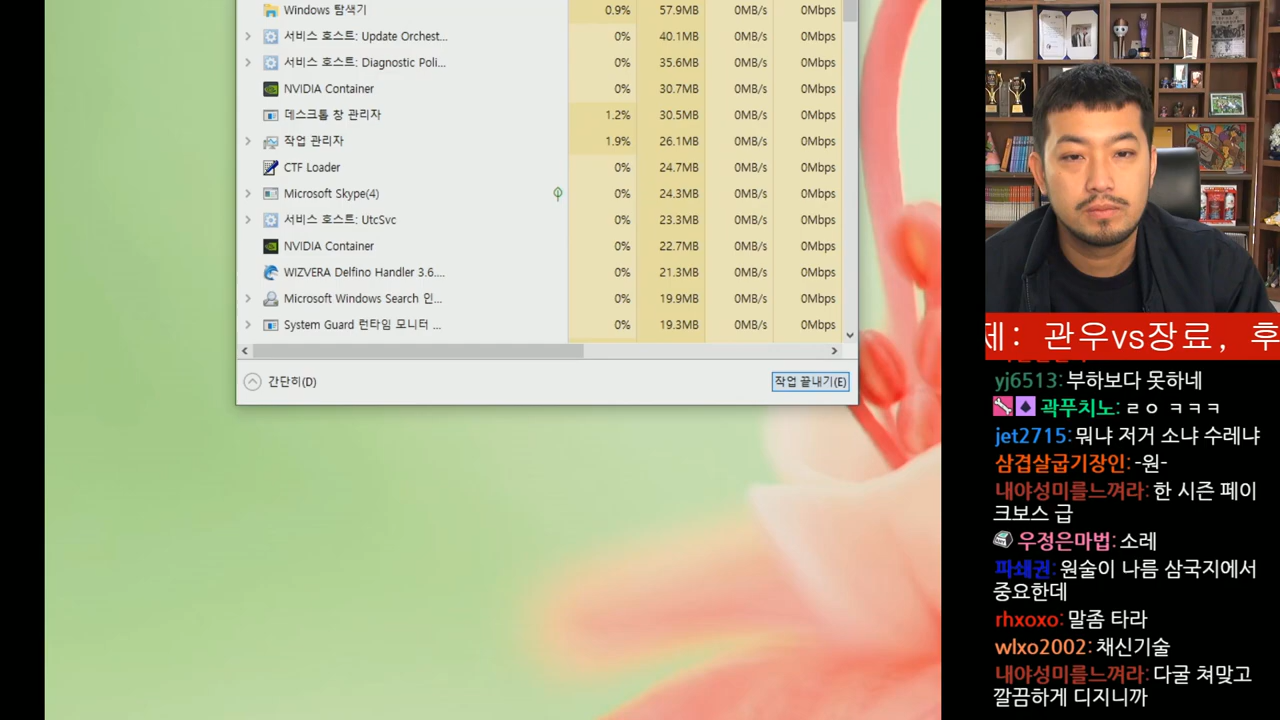 Windows 탐색기 0.9% 57.9MB 0MB/s 0Mbps
서비스 호스트: Update Orchest... 0% 40.1MB 0MB/s 0Mbps
서비스 호스트: Diagnostic Poli... 0% 35.6MB 0MB/s 0Mbps
NVIDIA Container 0% 30.7MB 0MB/s 0Mbps
데스크톱 창 관리자 1.2% 30.5MB 0MB/s 0Mbps
작업 관리자 1.9% 26.1MB 0MB/s 0Mbps
CTF Loader 0% 24.7MB 0MB/s 0Mbps
Microsoft Skype(4) 0% 24.3MB 0MB/s 0Mbps
서비스 호스트: UtcSvc 0% 23.3MB 0MB/s 0Mbps
NVIDIA Container 0% 22.7MB 0MB/s 0Mbps
WIZVERA Delfino Handler 3.6.... 0% 21.3MB 0MB/s 0Mbps
Microsoft Windows Search 인... 0% 19.9MB 0MB/s 0Mbps
System Guard 런타임 모니터 ... 0% 19.3MB 0MB/s 0Mbps
간단히(D)
작업 끝내기(E)
제: 관우vs장료, 후
yj6513: 부하보다 못하네
곽푸치노: ㄹㅇ ㅋㅋㅋ
jet2715: 뭐냐 저거 소냐 수레냐
삼겹살굽기장인: -원-
내야성미를느껴라: 한 시즌 페이
크보스 급
우정은마법: 소레
파쇄권: 원술이 나름 삼국지에서
중요한데
rhxoxo: 말좀 타라
wlxo2002: 채신기술
내야성미를느껴라: 다굴 쳐맞고
깔끔하게 디지니까